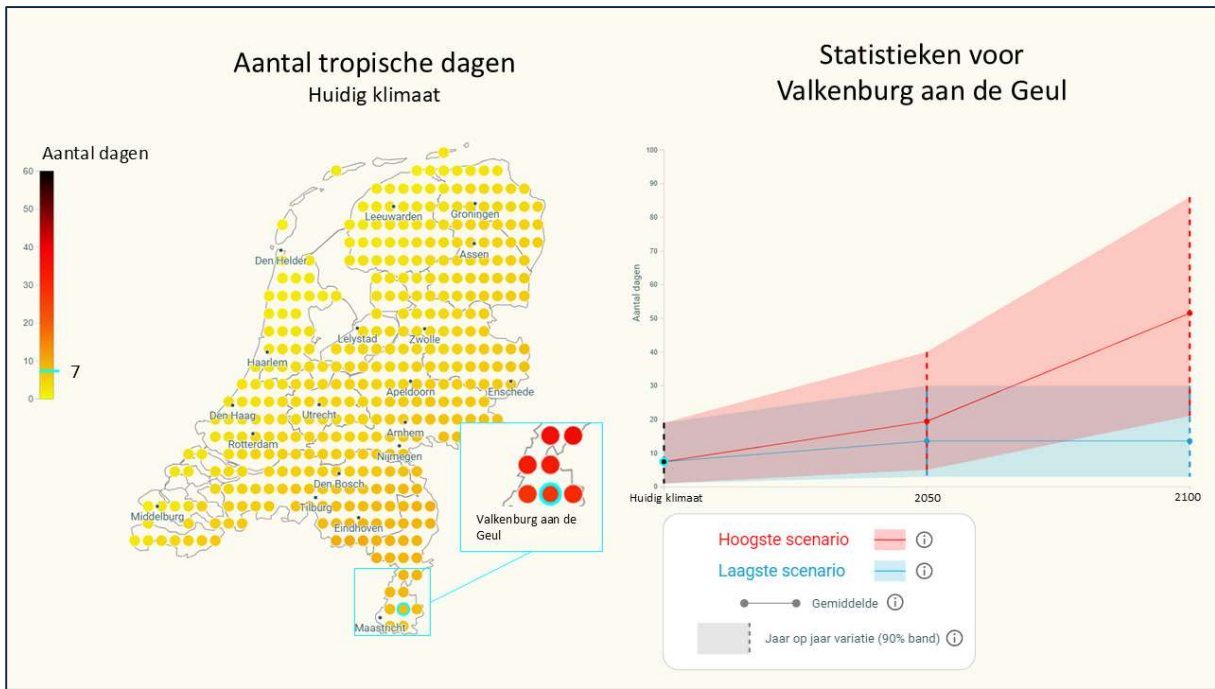 Aantal tropische dagen
Huidig klimaat
Aantal dagen
60
50
40
30
20
10
0
7
Leeuwarden
Groningen
Assen
Den Helder
Lelystad
Zwolle
Haarlem
Apeldoorn
Enschede
Den Haag
Utrecht
Rotterdam
Arnhem
Nijmegen
Den Bosch
Middelburg
Tilburg
Eindhoven
Maastricht
Valkenburg aan de
Geul
Statistieken voor
Valkenburg aan de Geul
Aantal dagen
100
90
80
70
60
50
40
30
20
10
0
Huidig klimaat
2050
2100
Hoogste scenario
Laagste scenario
Gemiddelde
Jaar op jaar variatie (90% band)